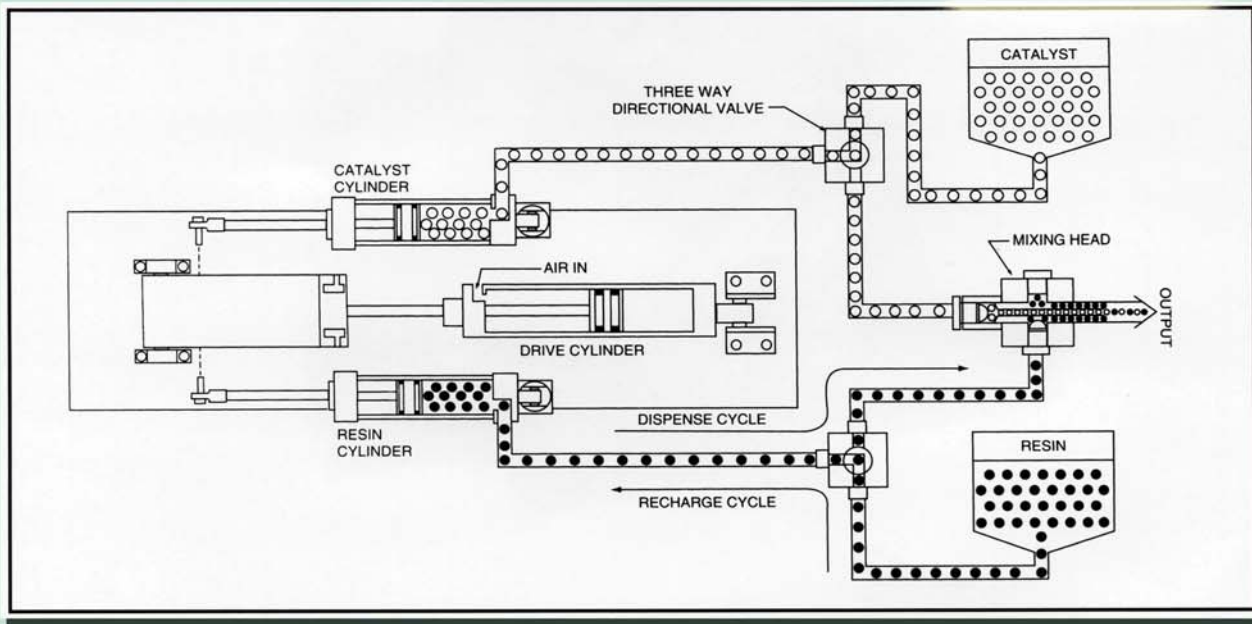 CATALYST
THREE WAY
DIRECTIONAL VALVE
CATALYST
CYLINDER
MIXING HEAD
AIR IN
OUTPUT
DRIVE CYLINDER
DISPENSE CYCLE
RESIN
CYLINDER
RESIN
RECHARGE CYCLE